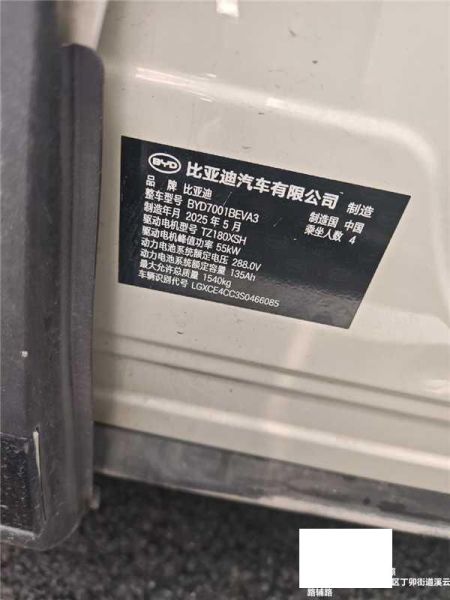 BYD 比亚迪汽车有限公司 制造
品 牌 比亚迪 制造国 中国
整车型号 BYD7001BEVA3 乘坐人数 4
制造年月 2025 年 5 月
驱动电机型号 TZ180XSH
驱动电机峰值功率 55kW
动力电池系统额定电压 288.0V
动力电池系统额定容量 135Ah
最大允许总质量 1540kg
车辆识别代号 LGXCE4CC3S0466085
区丁卯街道溪云
路辅路